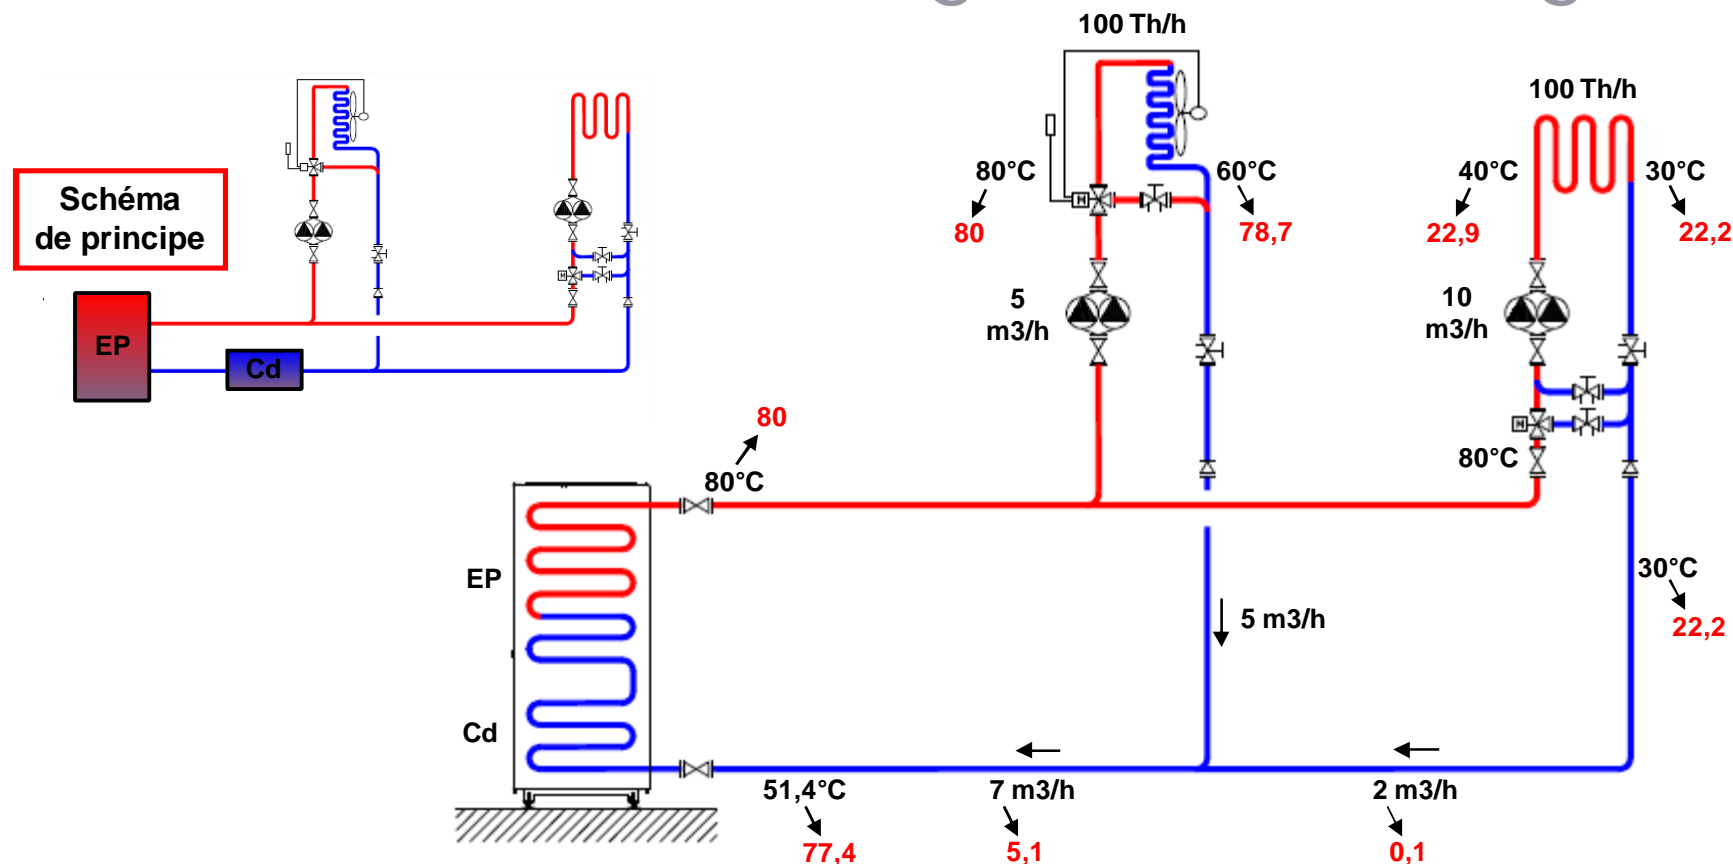 100 Th/h
100 Th/h
Schéma
de principe
EP
Cd
80°C
80
60°C
78,7
40°C
22,9
30°C
22,2
M
5
m3/h
10
m3/h
M
80°C
80
80°C
EP
Cd
30°C
22,2
5 m3/h
51,4°C
77,4
7 m3/h
5,1
2 m3/h
0,1